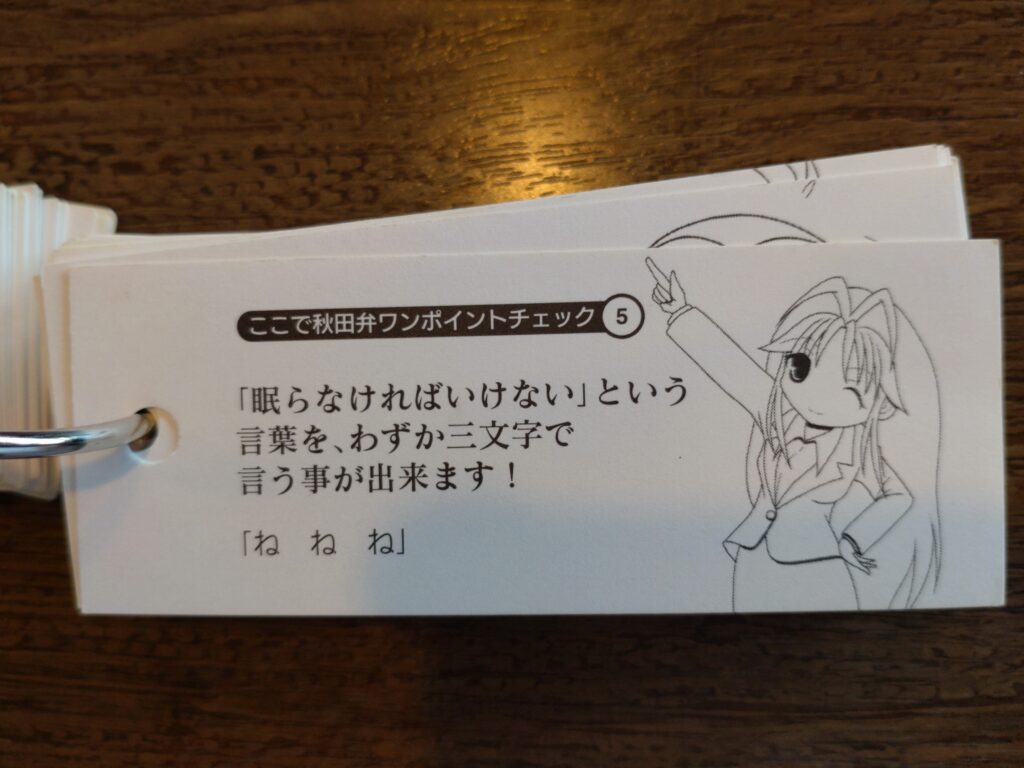 ここで秋田弁ワンポイントチェック 5
「眠らなければいけない」という
言葉を、わずか三文字で
言う事が出来ます！
「ね　ね　ね」